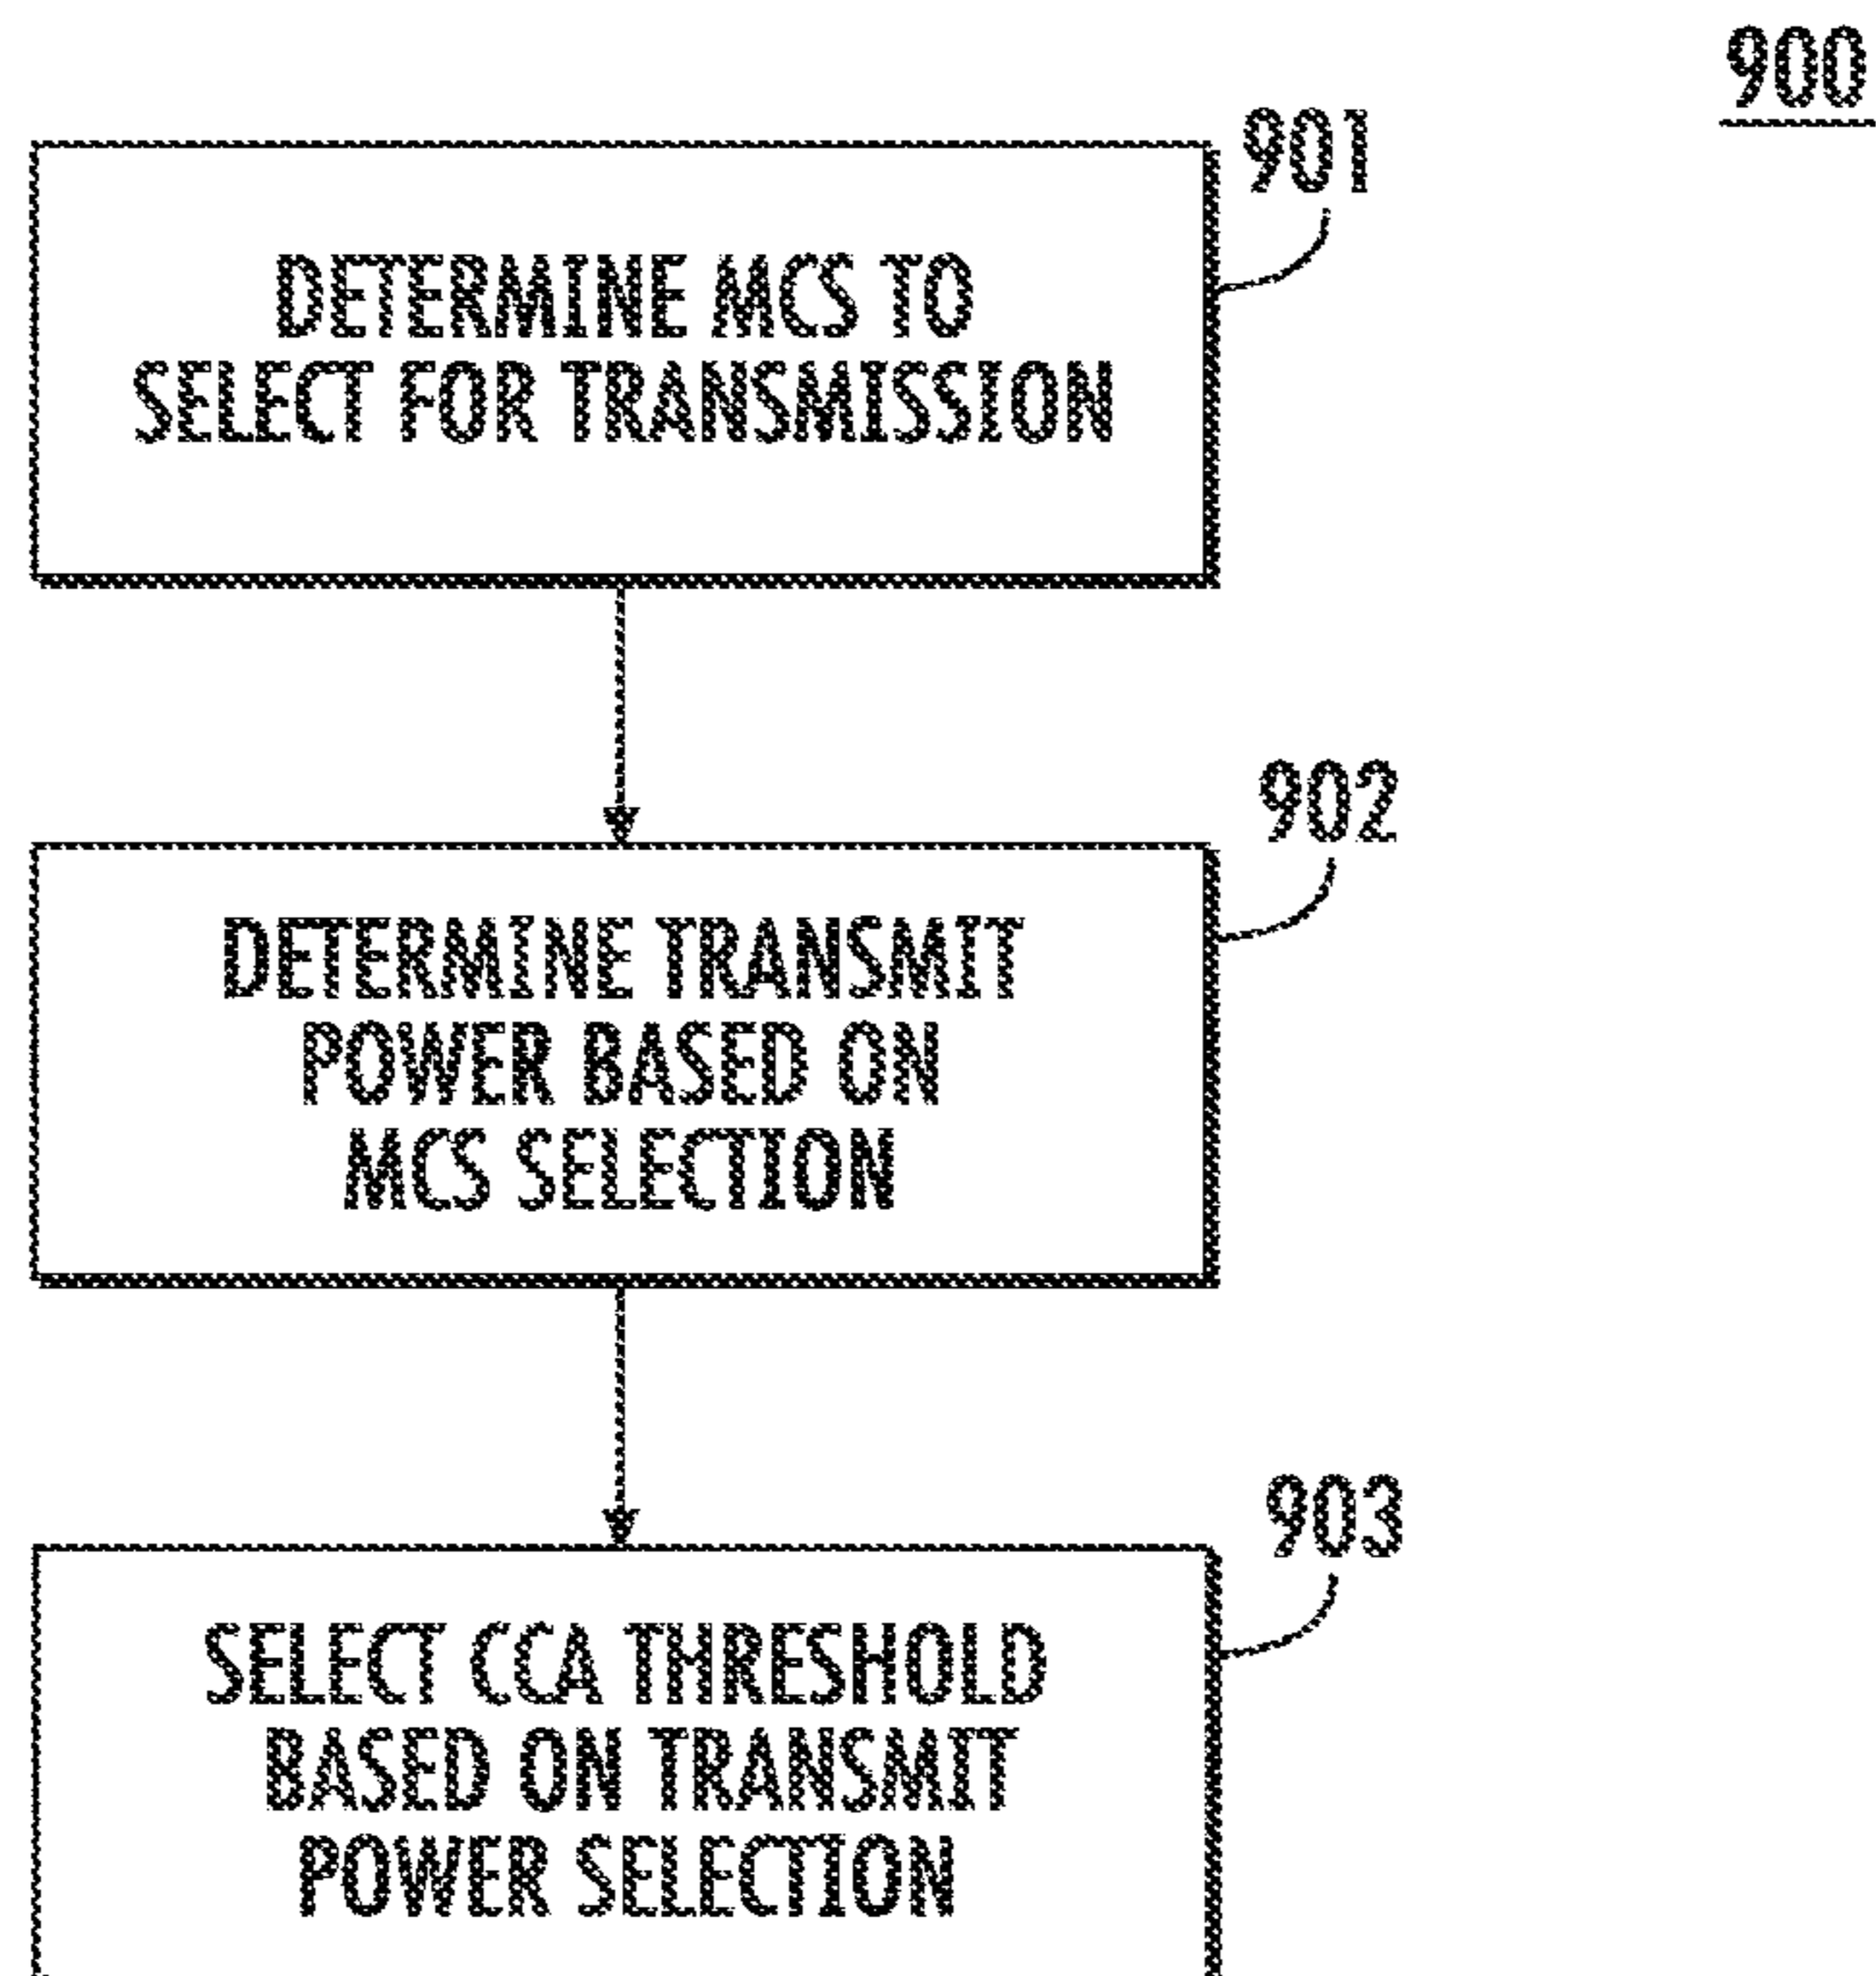 900
901
DETERMINE MCS TO
SELECT FOR TRANSMISSION
902
DETERMINE TRANSMIT
POWER BASED ON
MCS SELECTION
903
SELECT CCA THRESHOLD
BASED ON TRANSMIT
POWER SELECTION